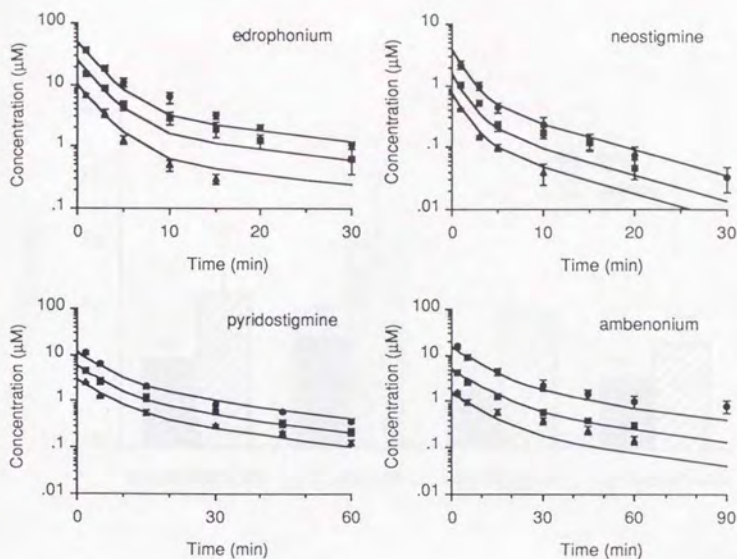 edrophonium
Concentration (μM)
100
10
1
.1
0
10
20
30
Time (min)
neostigmine
Concentration (μM)
10
1
.1
.01
0
10
20
30
Time (min)
pyridostigmine
Concentration (μM)
100
10
1
.1
.01
0
30
60
Time (min)
ambenonium
Concentration (μM)
100
10
1
.1
.01
0
30
60
90
Time (min)